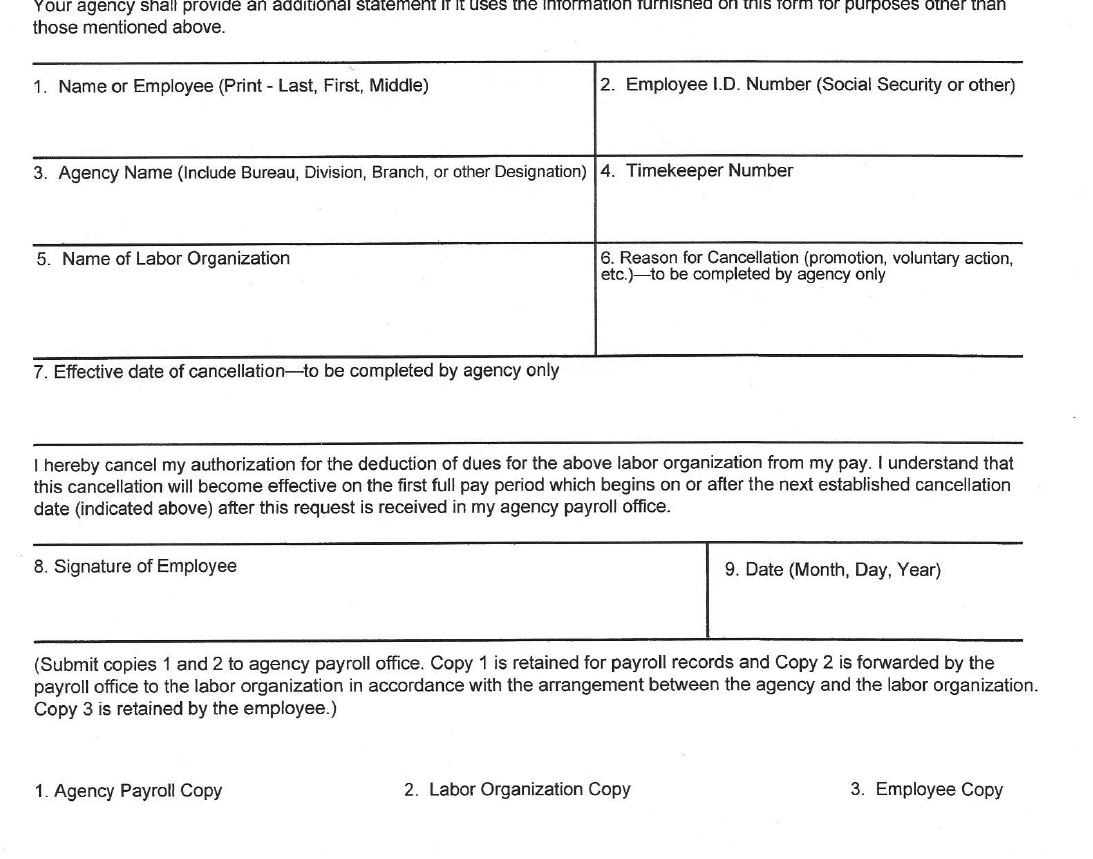 Your agency shall provide an additional statement if it uses the information furnished on this form for purposes other than
those mentioned above.
1. Name or Employee (Print - Last, First, Middle)
2. Employee I.D. Number (Social Security or other)
3. Agency Name (Include Bureau, Division, Branch, or other Designation)
4. Timekeeper Number
5. Name of Labor Organization
6. Reason for Cancellation (promotion, voluntary action,
etc.)—to be completed by agency only
7. Effective date of cancellation—to be completed by agency only
I hereby cancel my authorization for the deduction of dues for the above labor organization from my pay. I understand that
this cancellation will become effective on the first full pay period which begins on or after the next established cancellation
date (indicated above) after this request is received in my agency payroll office.
8. Signature of Employee
9. Date (Month, Day, Year)
(Submit copies 1 and 2 to agency payroll office. Copy 1 is retained for payroll records and Copy 2 is forwarded by the
payroll office to the labor organization in accordance with the arrangement between the agency and the labor organization.
Copy 3 is retained by the employee.)
1. Agency Payroll Copy
2. Labor Organization Copy
3. Employee Copy